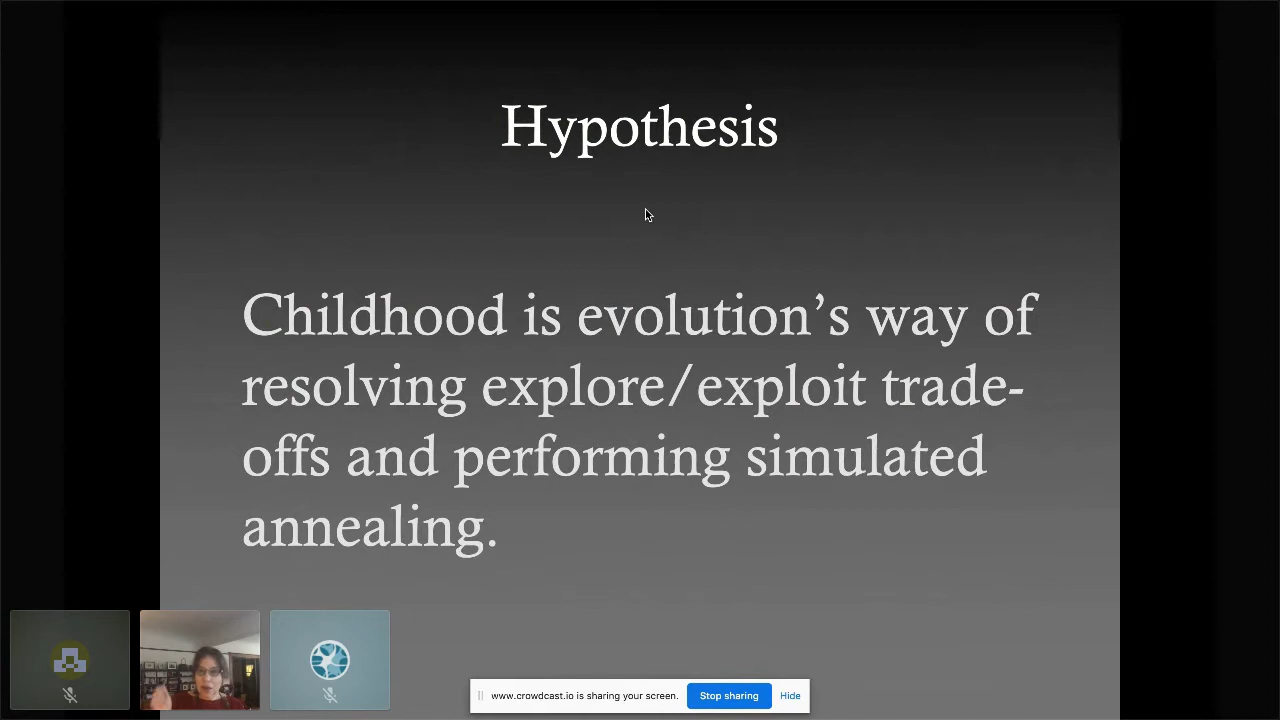 Hypothesis
Childhood is evolution’s way of
resolving explore/exploit trade-
offs and performing simulated
annealing.
www.crowdcast.io is sharing your screen.
Stop sharing
Hide